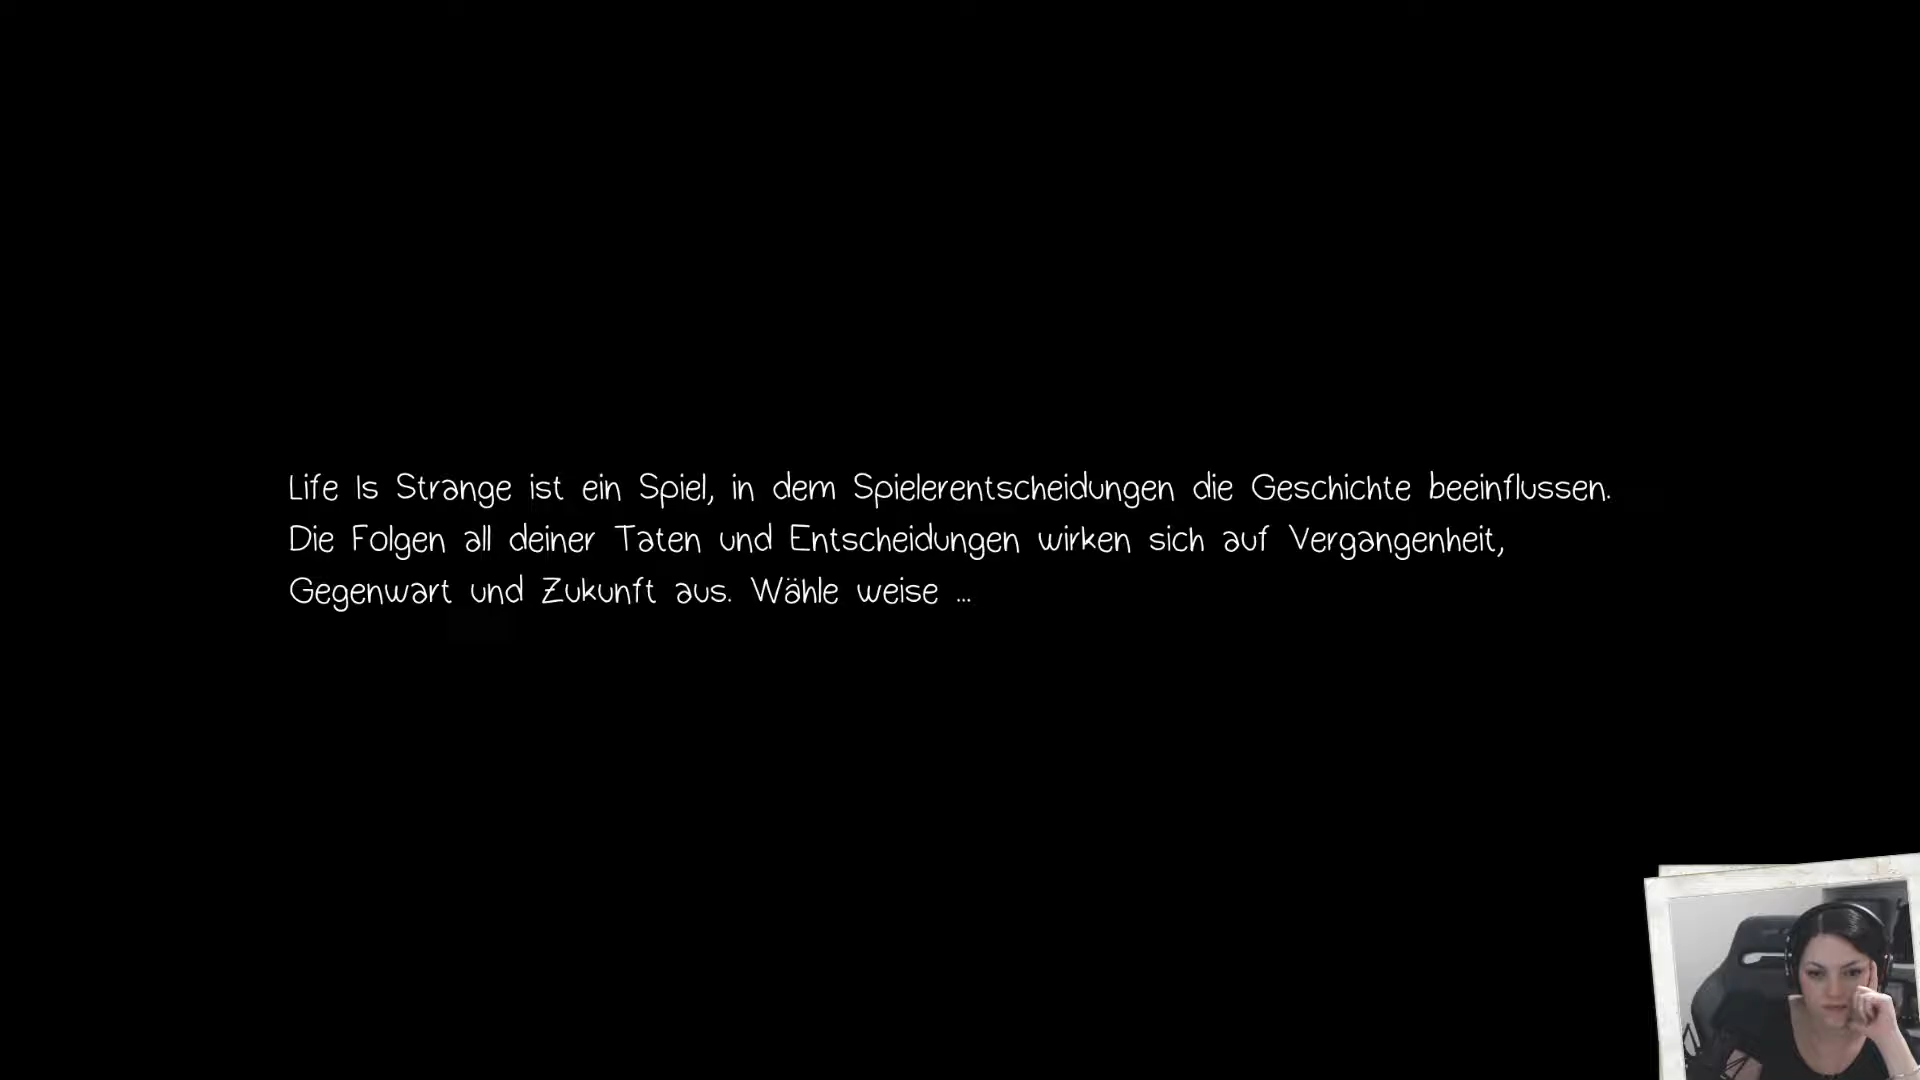 Life Is Strange ist ein Spiel, in dem Spielerentscheidungen die Geschichte beeinflussen.
Die Folgen all deiner Taten und Entscheidungen wirken sich auf Vergangenheit,
Gegenwart und Zukunft aus. Wähle weise ...